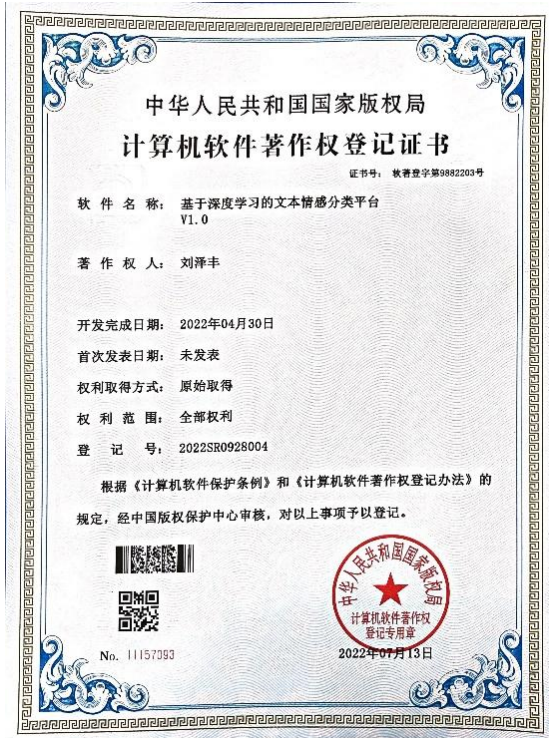 中华人民共和国国家版权局
计算机软件著作权登记证书
证书号： 软著登字第9882203号
软 件 名 称： 基于深度学习的文本情感分类平台
V1.0
著 作 权 人： 刘泽丰
开发完成日期： 2022年04月30日
首次发表日期： 未发表
权利取得方式： 原始取得
权 利 范 围： 全部权利
登 记 号： 2022SR0928004
根据《计算机软件保护条例》和《计算机软件著作权登记办法》的
规定，经中国版权保护中心审核，对以上事项予以登记。
中华人民共和国国家版权局
计算机软件著作权
登记专用章
No. 11157393
2022年07月13日